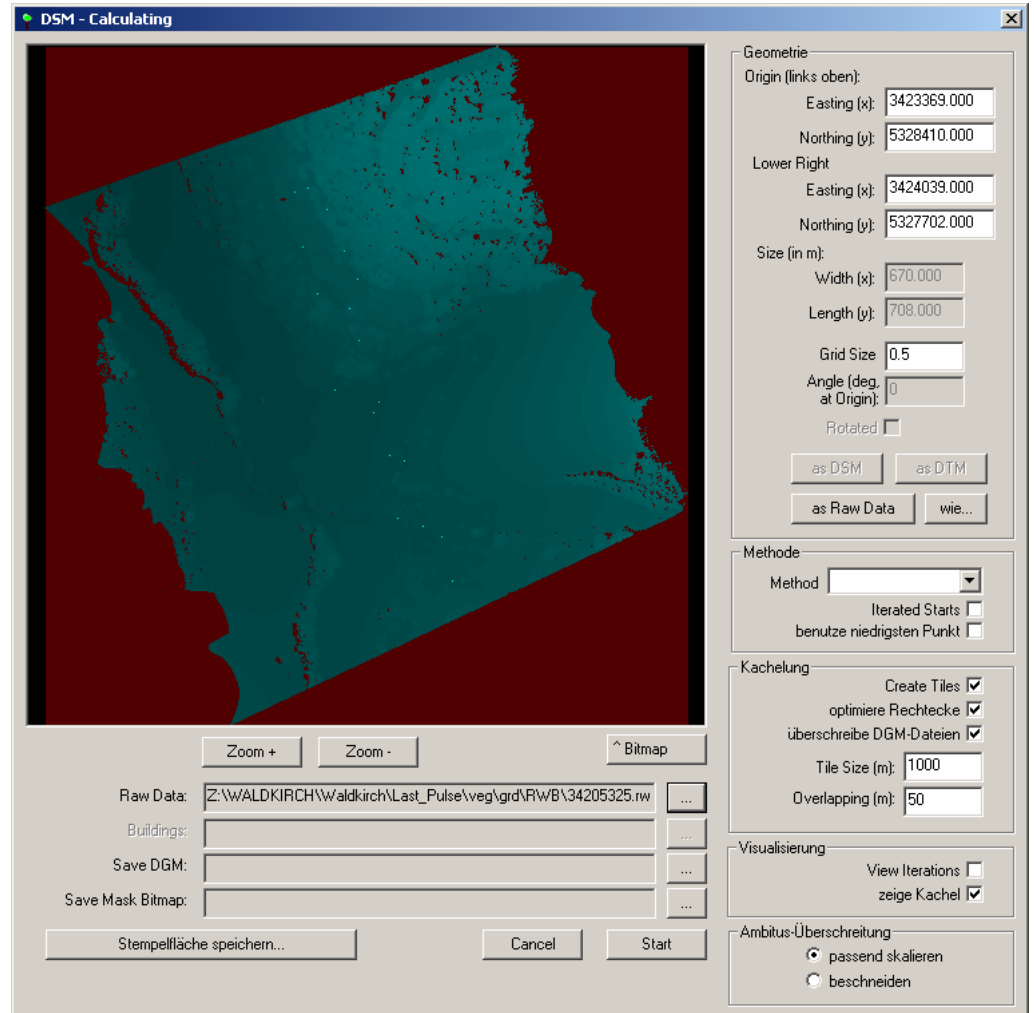 DSM - Calculating
Geometrie
Origin (links oben):
Easting (x): 3423369.000
Northing (y): 5328410.000
Lower Right
Easting (x): 3424039.000
Northing (y): 5327702.000
Size (in m):
Width (x): 670.000
Length (y): 708.000
Grid Size 0.5
Angle (deg,
at Origin): 0
Rotated
as DSM as DTM
as Raw Data wie...
Methode
Method
Iterated Starts
benutze niedrigsten Punkt
Kachelung
Create Tiles
optimiere Rechtecke
überschreibe DGM-Dateien
Tile Size (m): 1000
Overlapping (m): 50
Visualisierung
View Iterations
zeige Kachel
Ambitus-Überschreitung
passend skalieren
beschneiden
Zoom + Zoom - ^ Bitmap
Raw Data: Z:\WALDKIRCH\Waldkirch\Last_Pulse\veg\grd\RWB\34205325.rw ...
Buildings: ...
Save DGM: ...
Save Mask Bitmap: ...
Stempelfläche speichern... Cancel Start